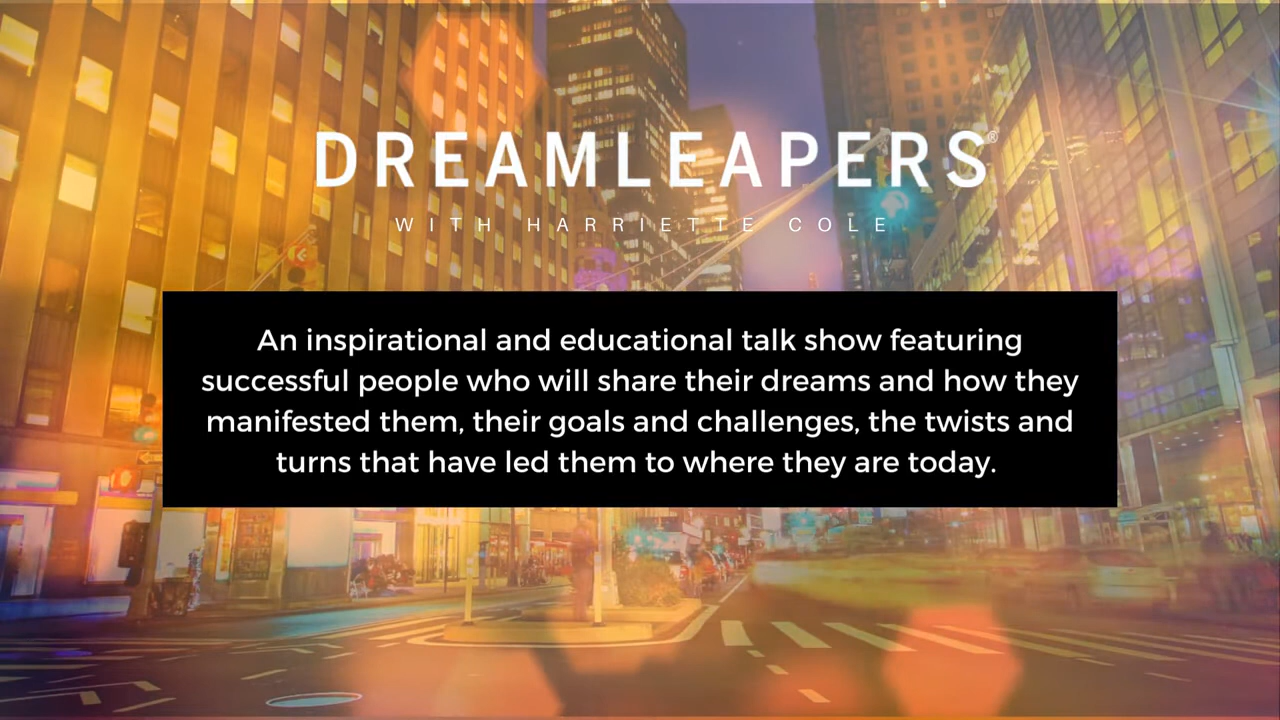 DREAMLEAPERS®
WITH HARRIETTE COLE
An inspirational and educational talk show featuring
successful people who will share their dreams and how they
manifested them, their goals and challenges, the twists and
turns that have led them to where they are today.